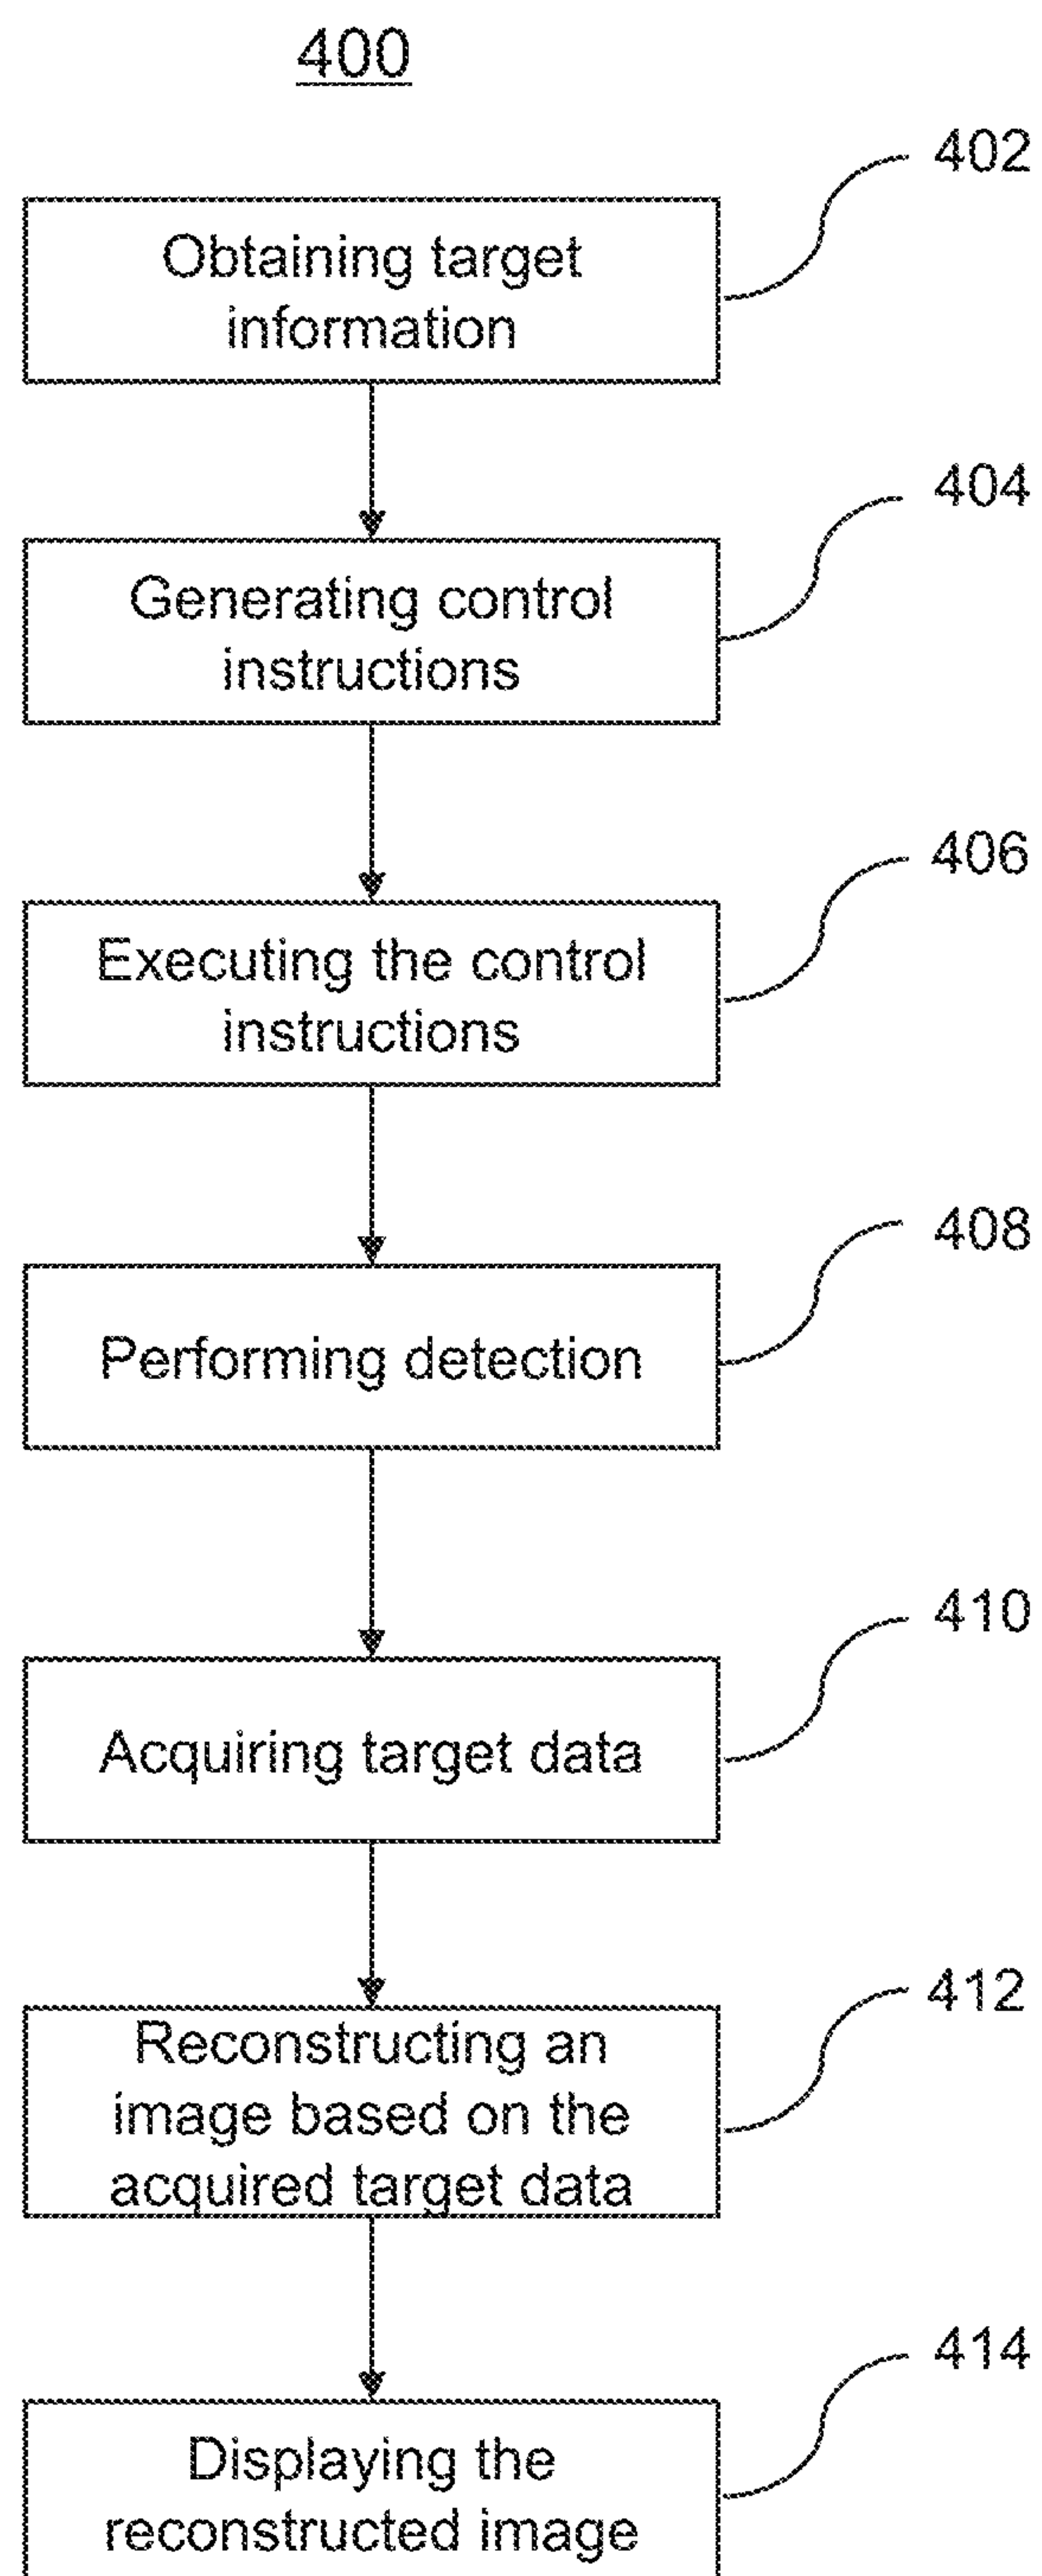 400
402
Obtaining target
information
404
Generating control
instructions
406
Executing the control
instructions
408
Performing detection
410
Acquiring target data
412
Reconstructing an
image based on the
acquired target data
414
Displaying the
reconstructed image